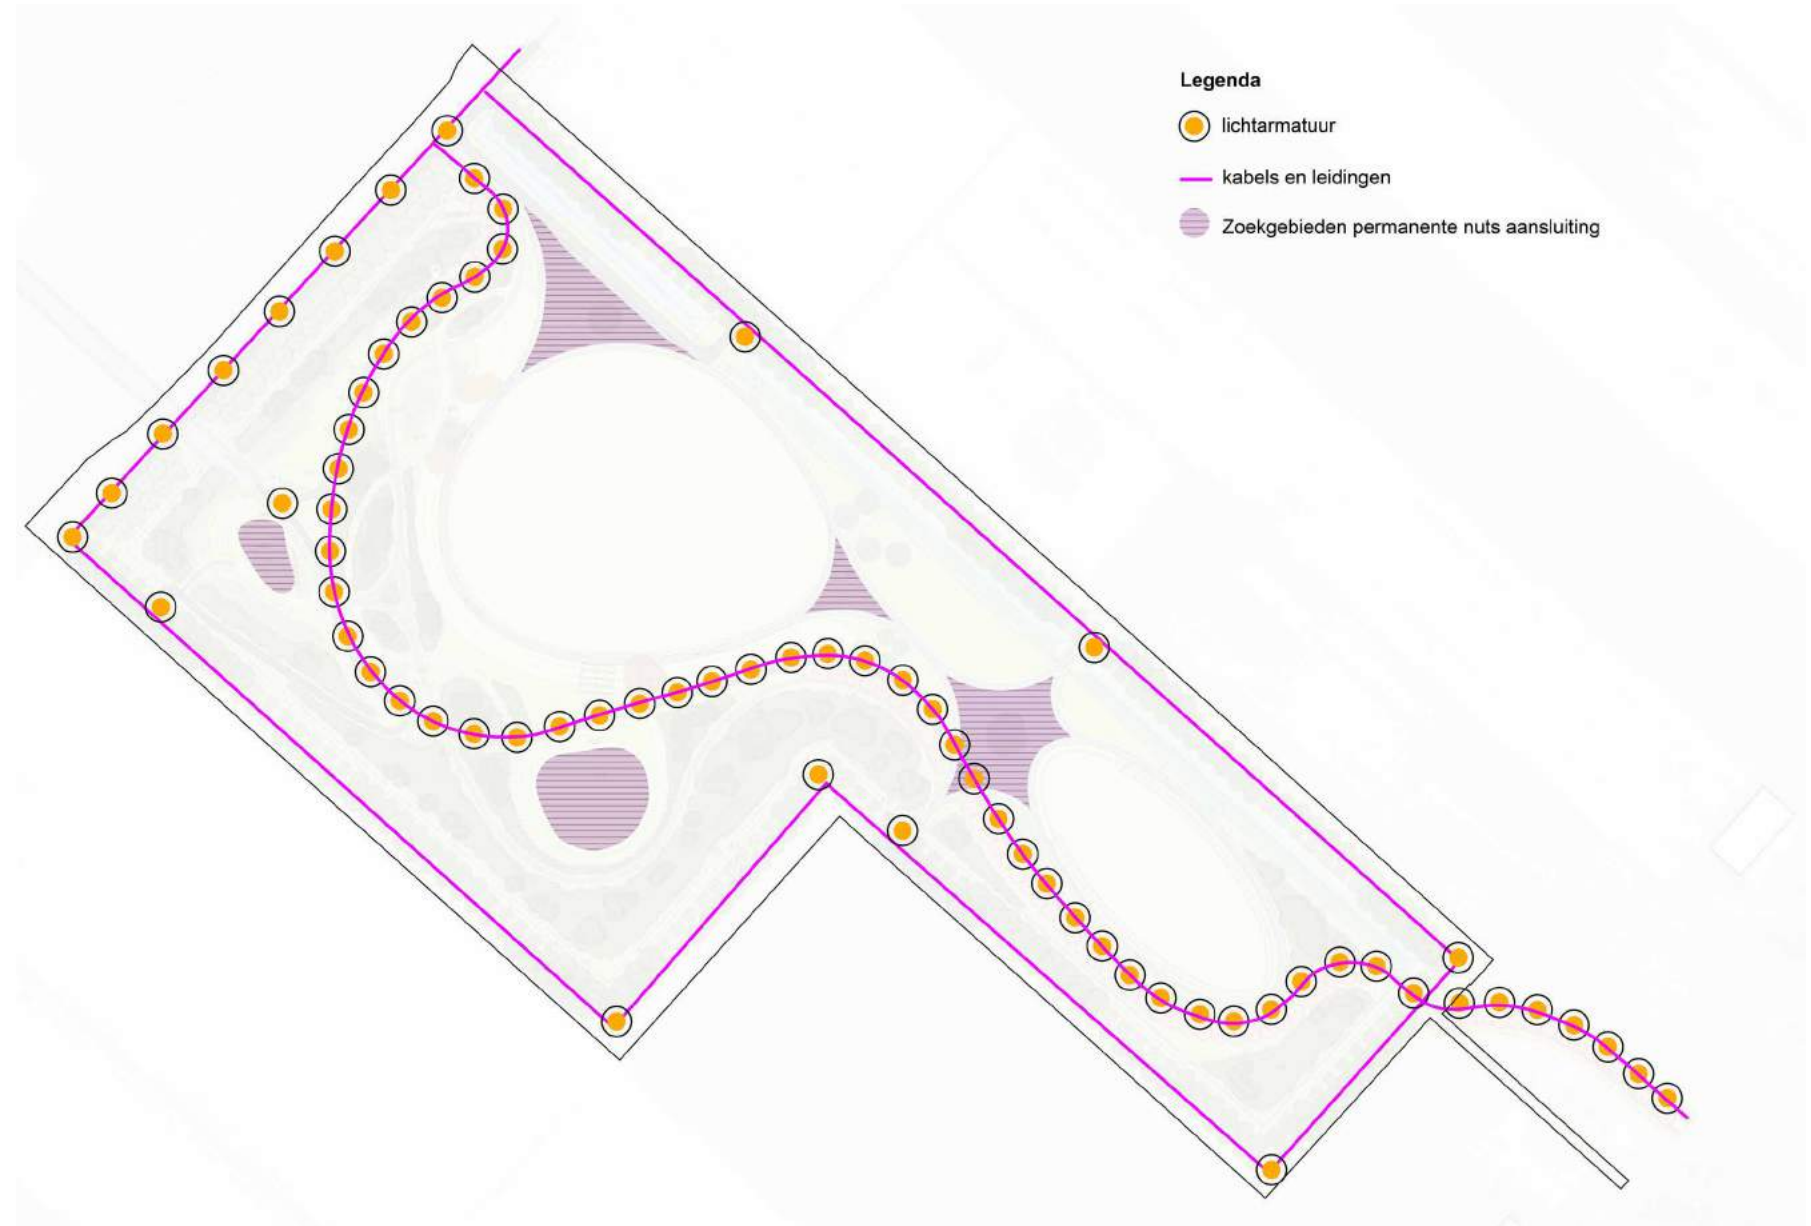 Legenda
lichtarmatuur
kabels en leidingen
Zoekgebieden permanente nuts aansluiting